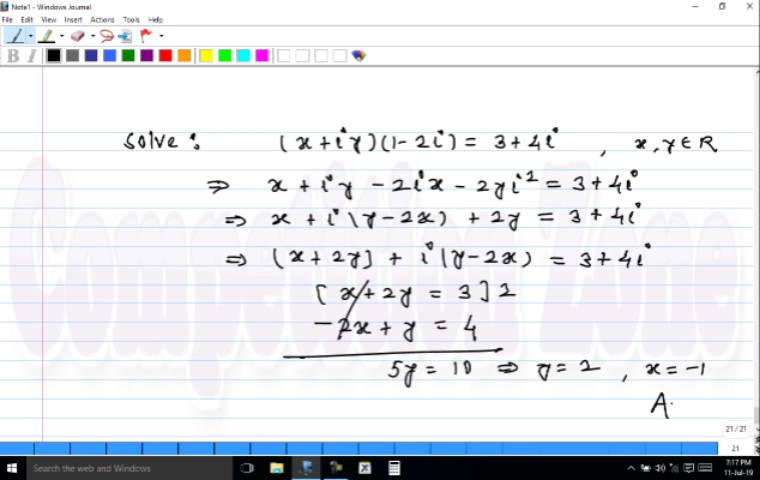 Note1 - Windows Journal
File Edit View Insert Actions Tools Help
B I
Solve : (x+iy)(1-2i) = 3+4i , x,y ∈ R
⇒ x + iy - 2ix - 2yi² = 3+4i
⇒ x + i(y-2x) + 2y = 3+4i
⇒ (x+2y) + i(y-2x) = 3+4i
[x+2y = 3] 2
-2x + y = 4
5y = 10 ⇒ y = 2 , x = -1
A.
Competition Zone
21/21
21
Search the web and Windows
7:17 PM
11-Jul-19